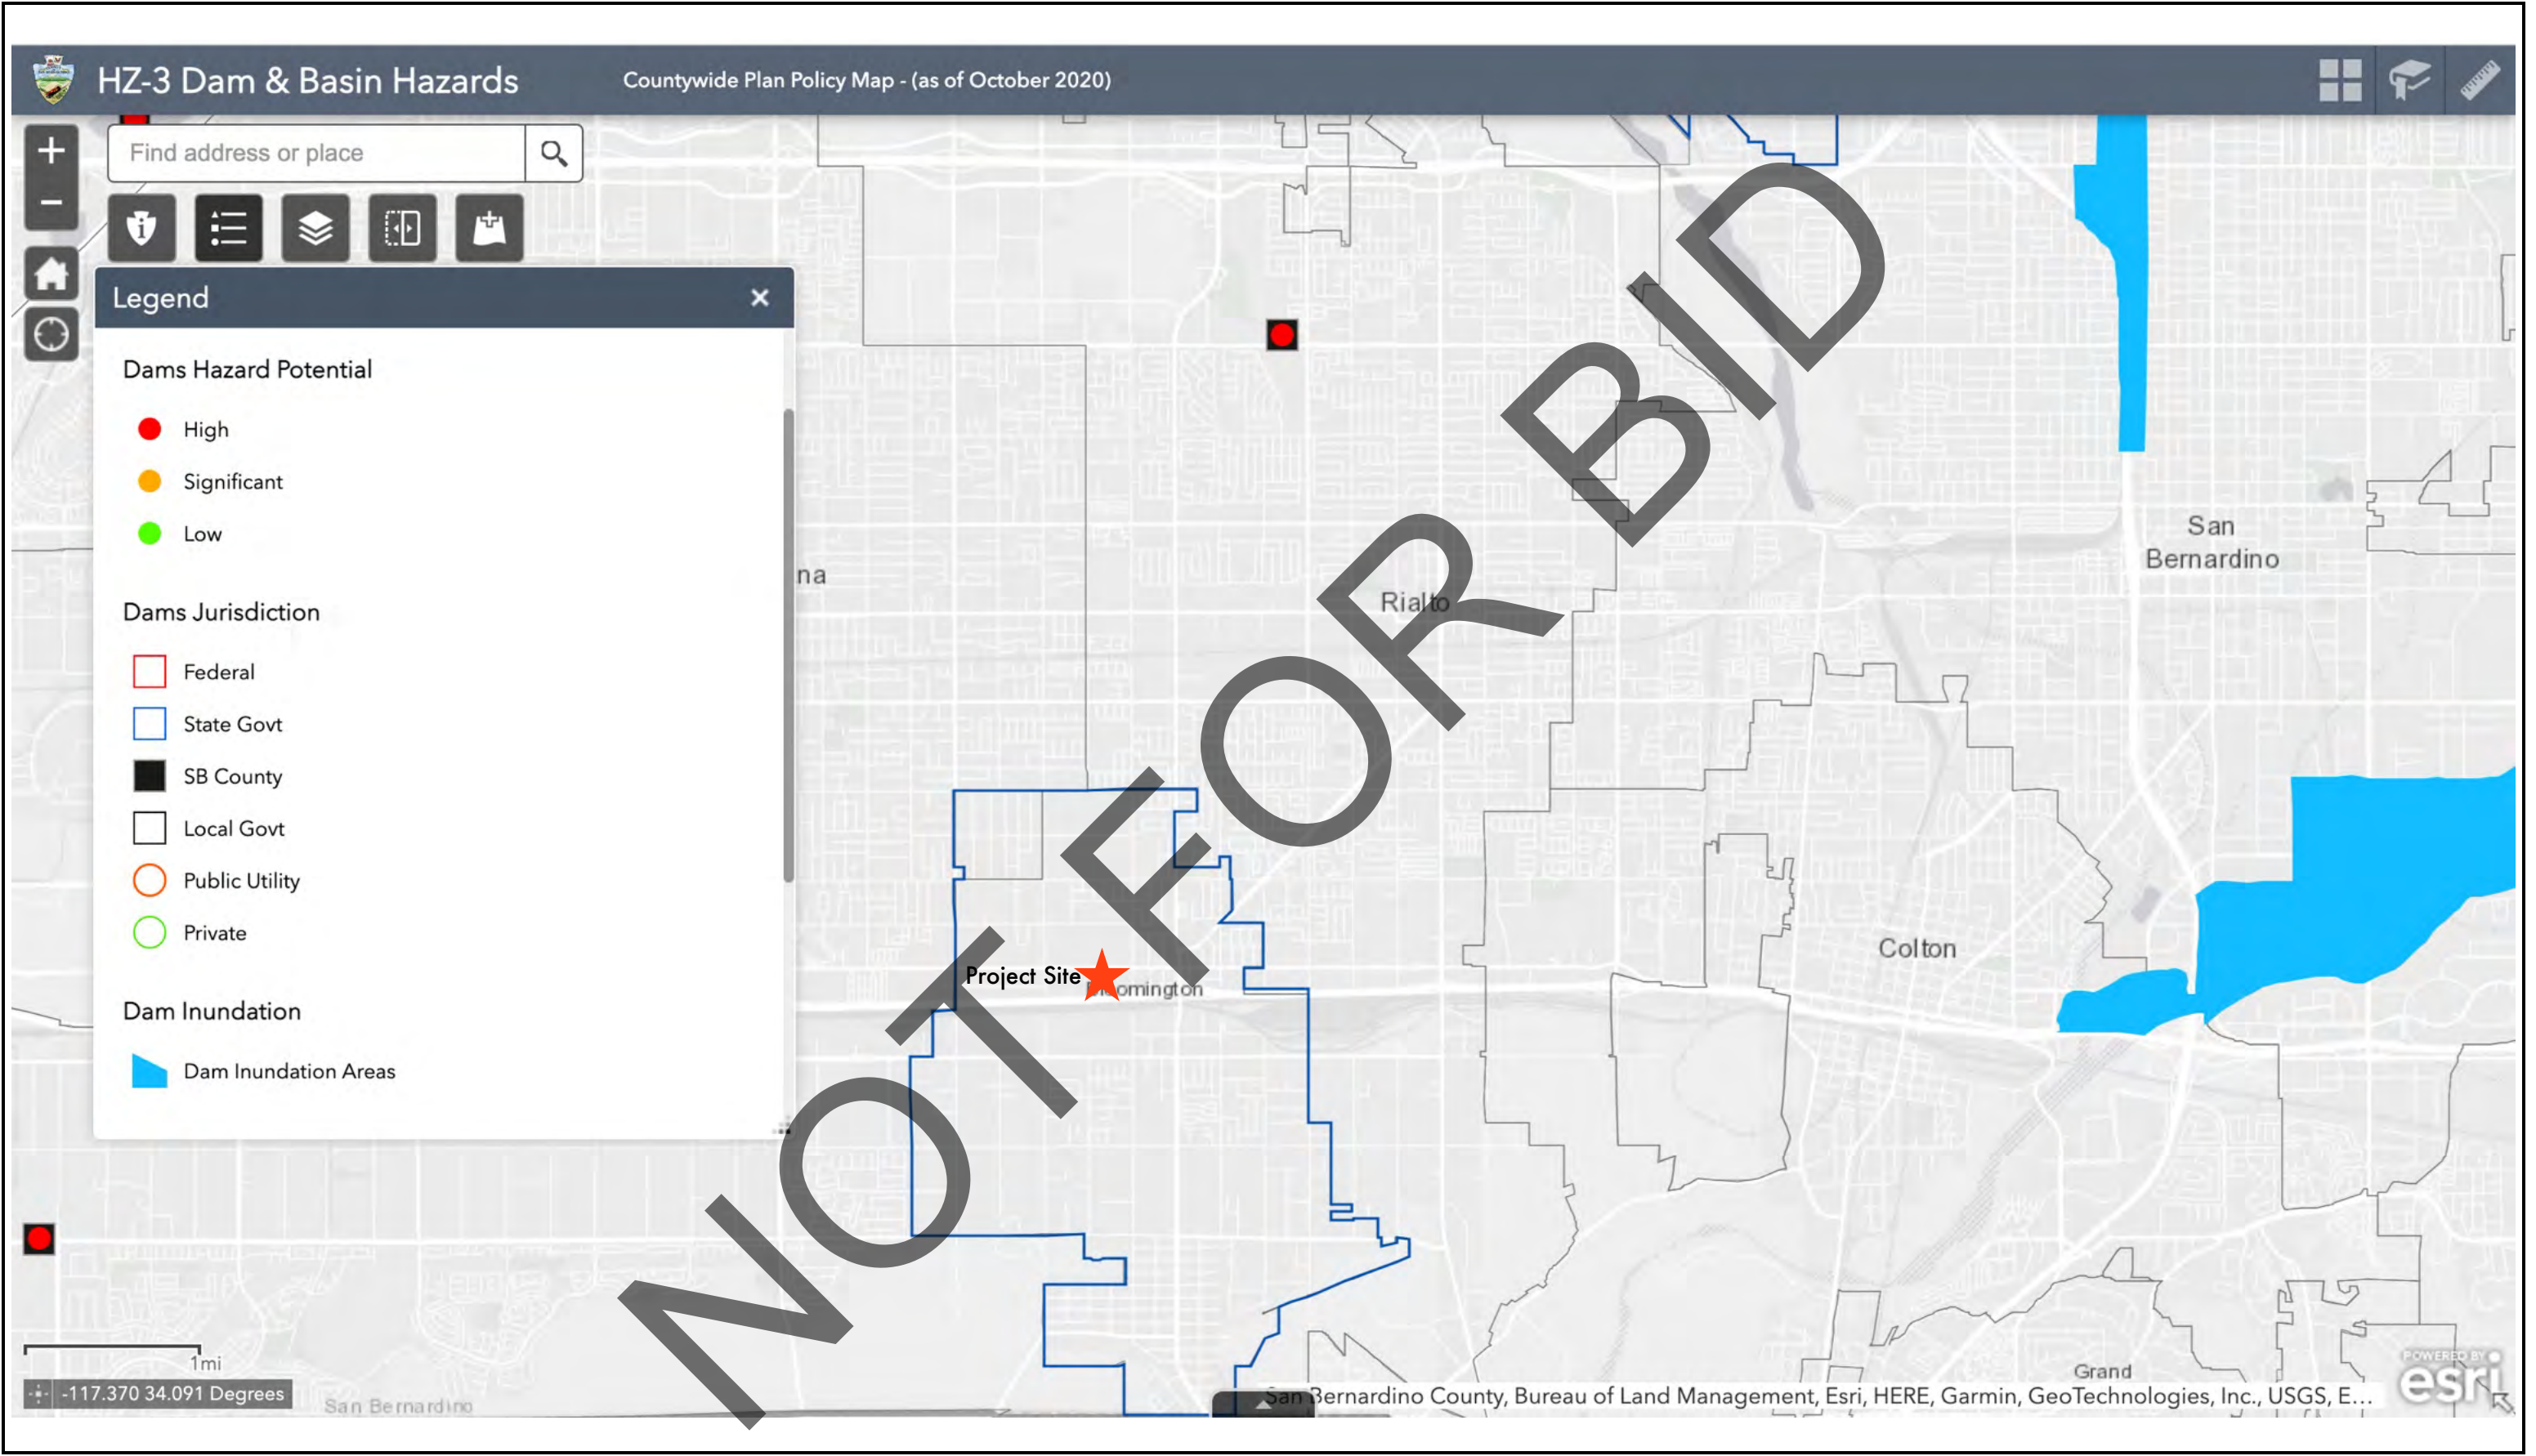 HZ-3 Dam & Basin Hazards
Countywide Plan Policy Map - (as of October 2020)
Find address or place
Legend
Dams Hazard Potential
High
Significant
Low
Dams Jurisdiction
Federal
State Govt
SB County
Local Govt
Public Utility
Private
Dam Inundation
Dam Inundation Areas
na
Rialto
San
Bernardino
Colton
Project Site
Bloomington
NOT FOR BID
1mi
-117.370 34.091 Degrees
San Bernardino
Grand
San Bernardino County, Bureau of Land Management, Esri, HERE, Garmin, GeoTechnologies, Inc., USGS, E...
POWERED BY
esri